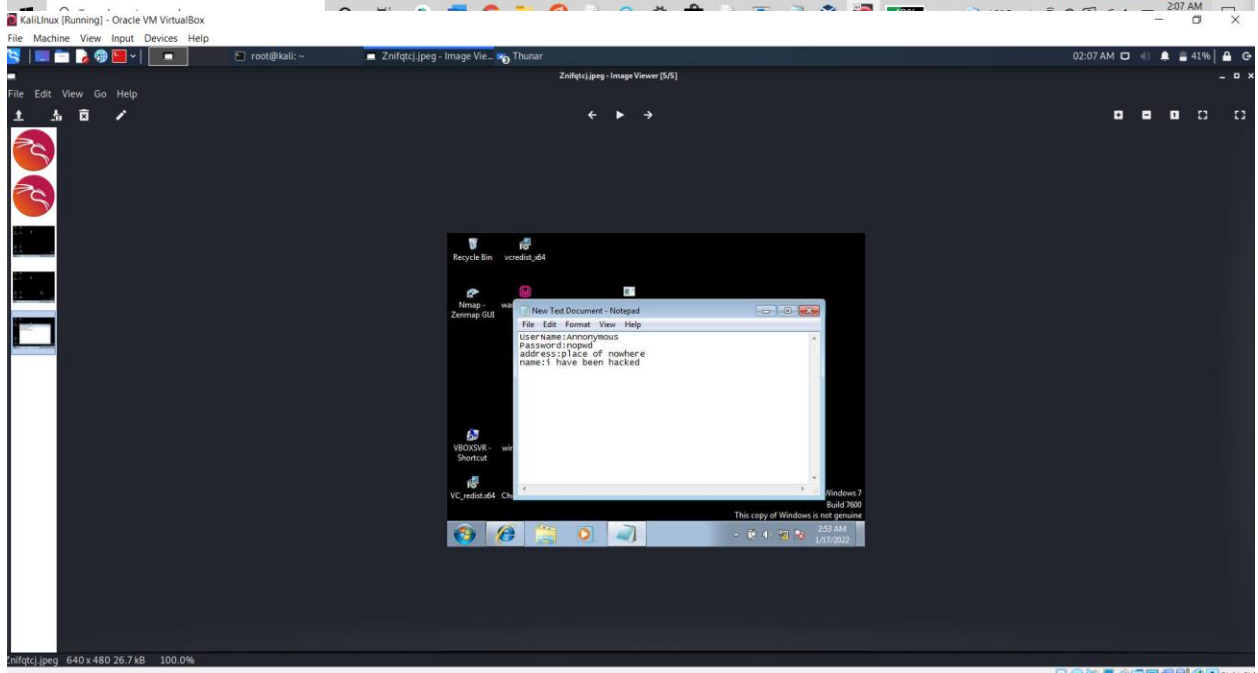 2:07 AM
KaliLInux [Running] - Oracle VM VirtualBox
File Machine View Input Devices Help
root@kali: ~
Znifqtcj.jpeg - Image Vie...
Thunar
02:07 AM
41%
Znifqtcj.jpeg - Image Viewer [5/5]
File Edit View Go Help
Recycle Bin
vcredist_x64
Nmap - Zenmap GUI
New Text Document - Notepad
File Edit Format View Help
UserName:Annonymous
Password:nopwd
address:place of nowhere
name:i have been hacked
VBOXSVR - Shortcut
VC_redist.x64
Windows 7
Build 7600
This copy of Windows is not genuine
2:53 AM
1/17/2022
Znifqtcj.jpeg 640 x 480 26.7 kB 100.0%